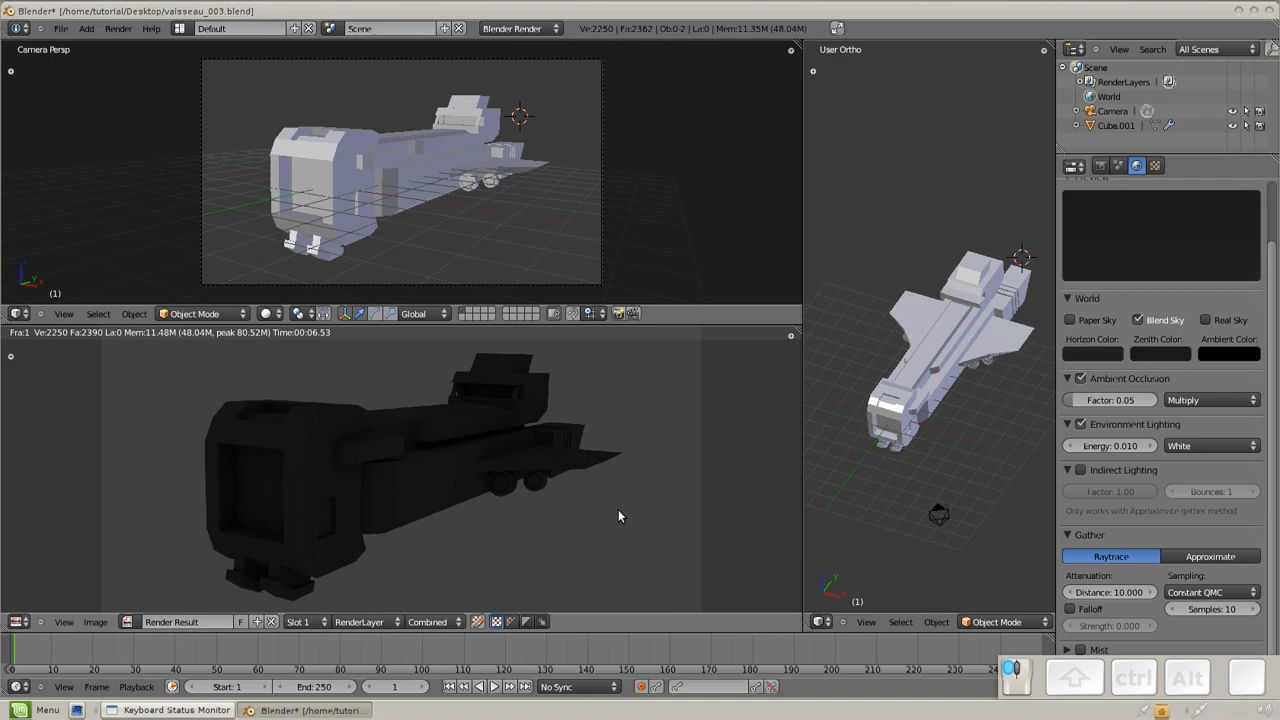 Blender* [/home/tutorial/Desktop/vaisseau_003.blend]
File Add Render Help Default Scene Blender Render Ve:2250 | Fa:2362 | Ob:0-2 | La:0 | Mem:11.35M (48.04M)
Camera Persp
User Ortho
View Search All Scenes
Scene
RenderLayers
World
Camera
Cube.001
World
Paper Sky Blend Sky Real Sky
Horizon Color: Zenith Color: Ambient Color:
Ambient Occlusion
Factor: 0.05 Multiply
Environment Lighting
Energy: 0.010 White
Indirect Lighting
Factor: 1.00 Bounces: 1
Only works with Approximate gather method
Gather
Raytrace Approximate
Attenuation: Sampling:
Distance: 10.000 Constant QMC
Falloff Samples: 10
Strength: 0.000
Mist
(1)
View Select Object Object Mode Global
Fra:1 Ve:2250 Fa:2390 La:0 Mem:11.48M (48.04M, peak 80.52M) Time:00:06.53
(1)
View Image Render Result F Slot 1 RenderLayer Combined
View Select Object Object Mode
0 10 20 30 40 50 60 70 80 90 100 110 120 130 140 150 160 170 180 190 200 210 220 230 24
View Frame Playback Start: 1 End: 250 1 No Sync
ctrl Alt
Menu Keyboard Status Monitor Blender* [/home/tutori...